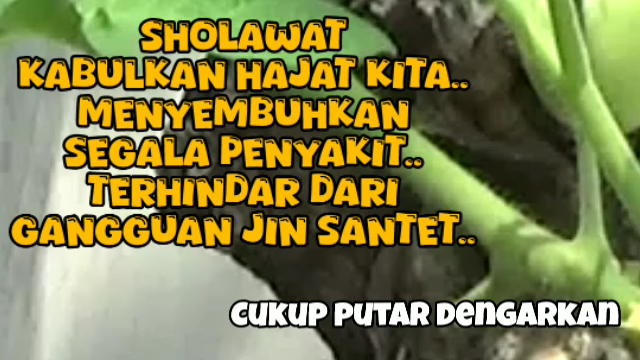 SHOLAWAT
KABULKAN HAJAT KITA..
MENYEMBUHKAN
SEGALA PENYAKIT..
TERHINDAR DARI
GANGGUAN JIN SANTET..
CUKUP PUTAR DENGARKAN